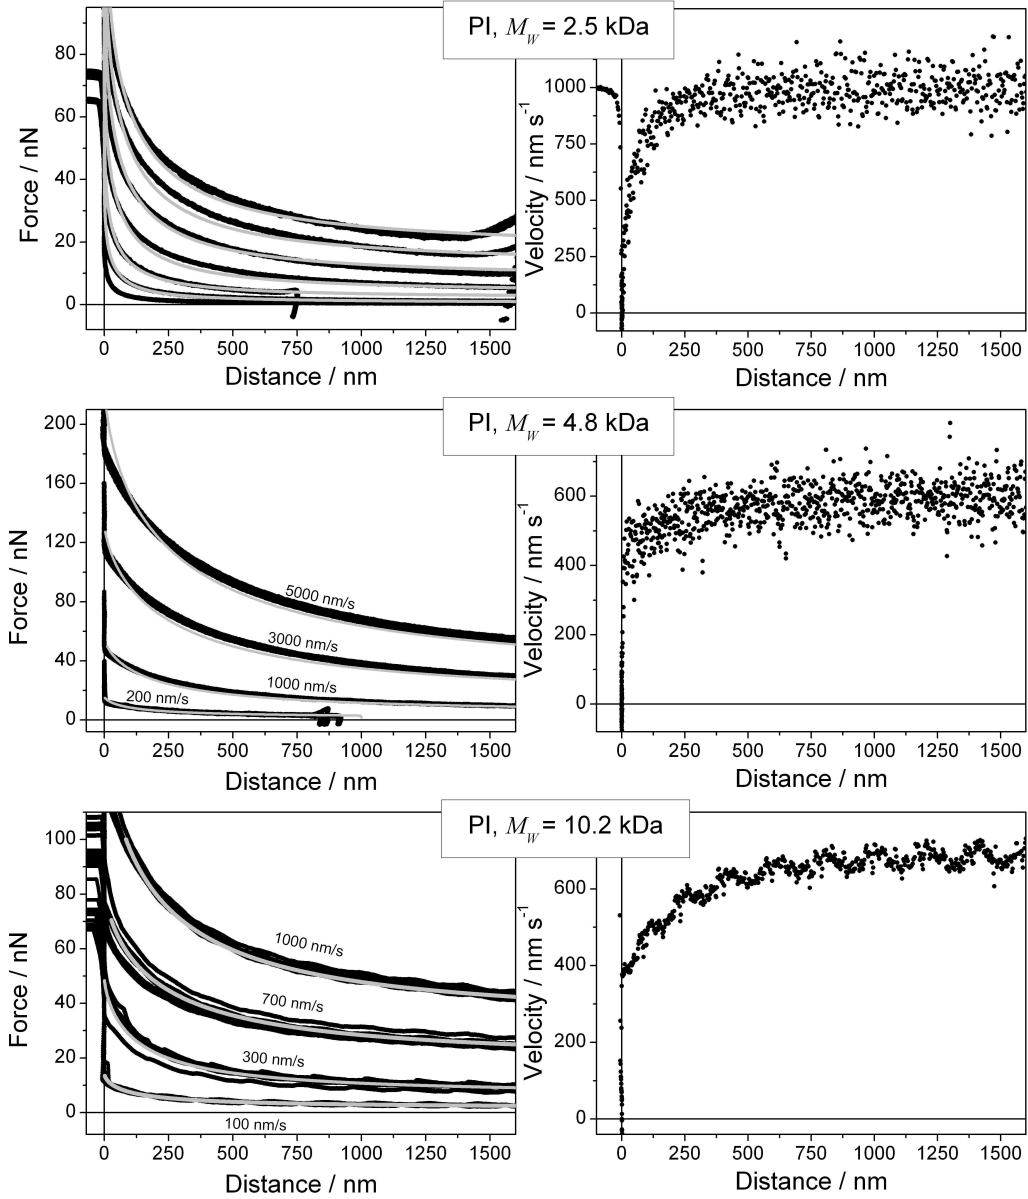 PI, M_W = 2.5 kDa
Force / nN
80
60
40
20
0
0 250 500 750 1000 1250 1500
Distance / nm
Velocity / nm s⁻¹
1000
750
500
250
0
0 250 500 750 1000 1250 1500
Distance / nm
PI, M_W = 4.8 kDa
Force / nN
200
160
120
80
40
0
5000 nm/s
3000 nm/s
1000 nm/s
200 nm/s
0 250 500 750 1000 1250 1500
Distance / nm
Velocity / nm s⁻¹
600
400
200
0
0 250 500 750 1000 1250 1500
Distance / nm
PI, M_W = 10.2 kDa
Force / nN
100
80
60
40
20
0
1000 nm/s
700 nm/s
300 nm/s
100 nm/s
0 250 500 750 1000 1250 1500
Distance / nm
Velocity / nm s⁻¹
600
400
200
0
0 250 500 750 1000 1250 1500
Distance / nm